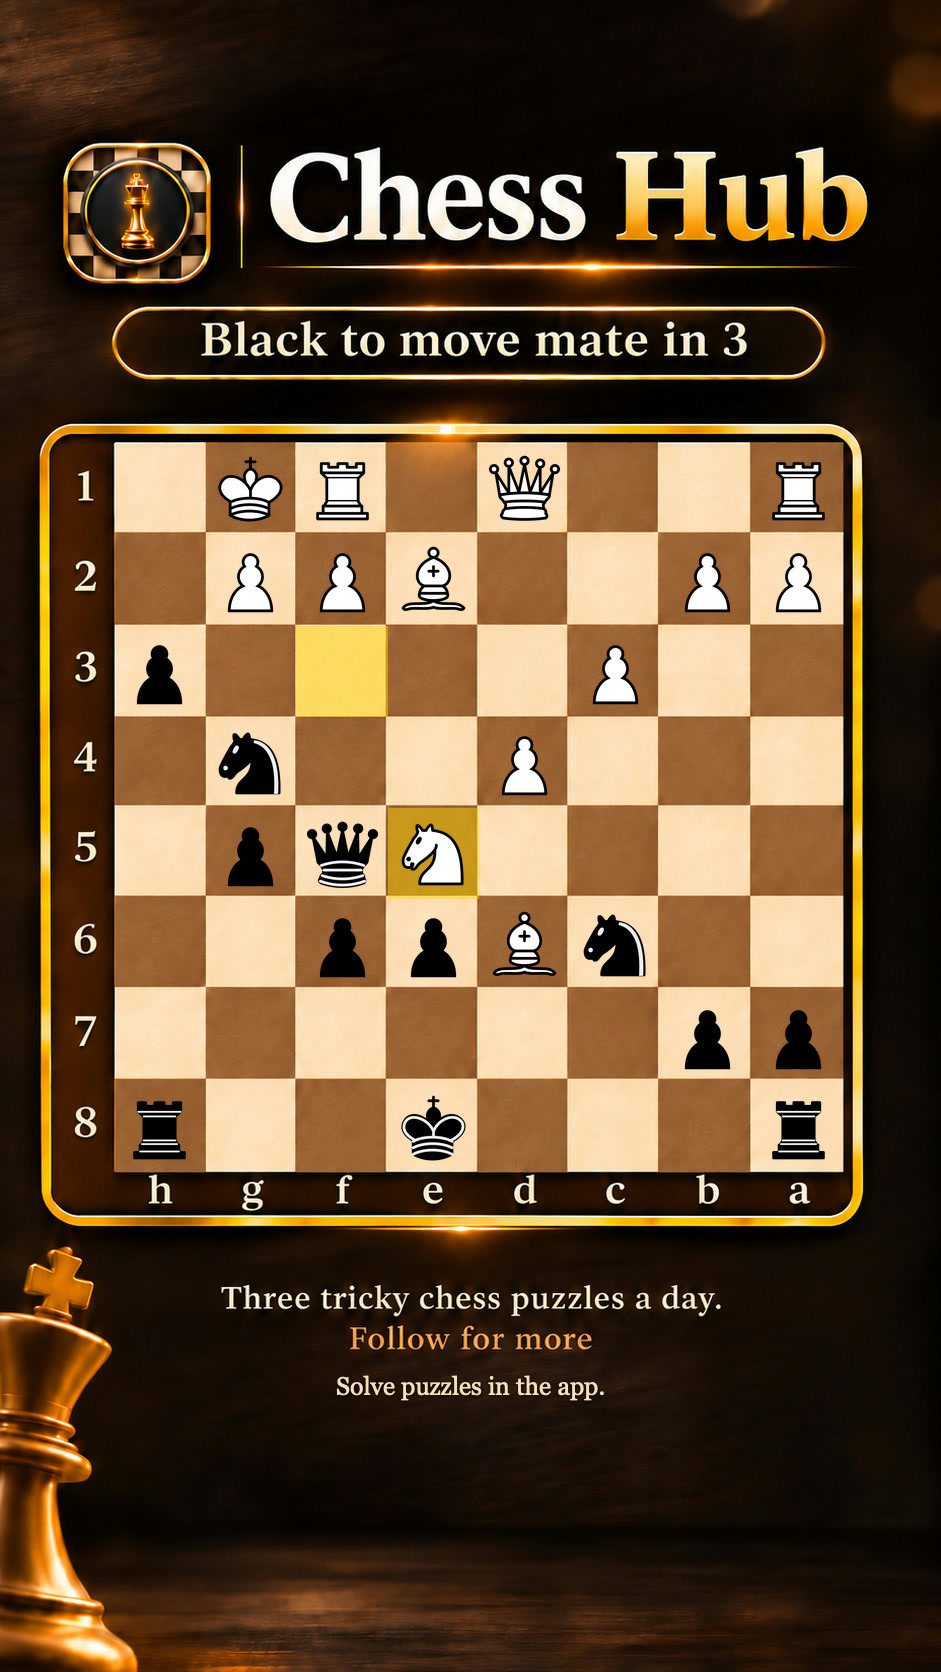 Chess Hub
Black to move mate in 3
1
2
3
4
5
6
7
8
h g f e d c b a
Three tricky chess puzzles a day.
Follow for more
Solve puzzles in the app.